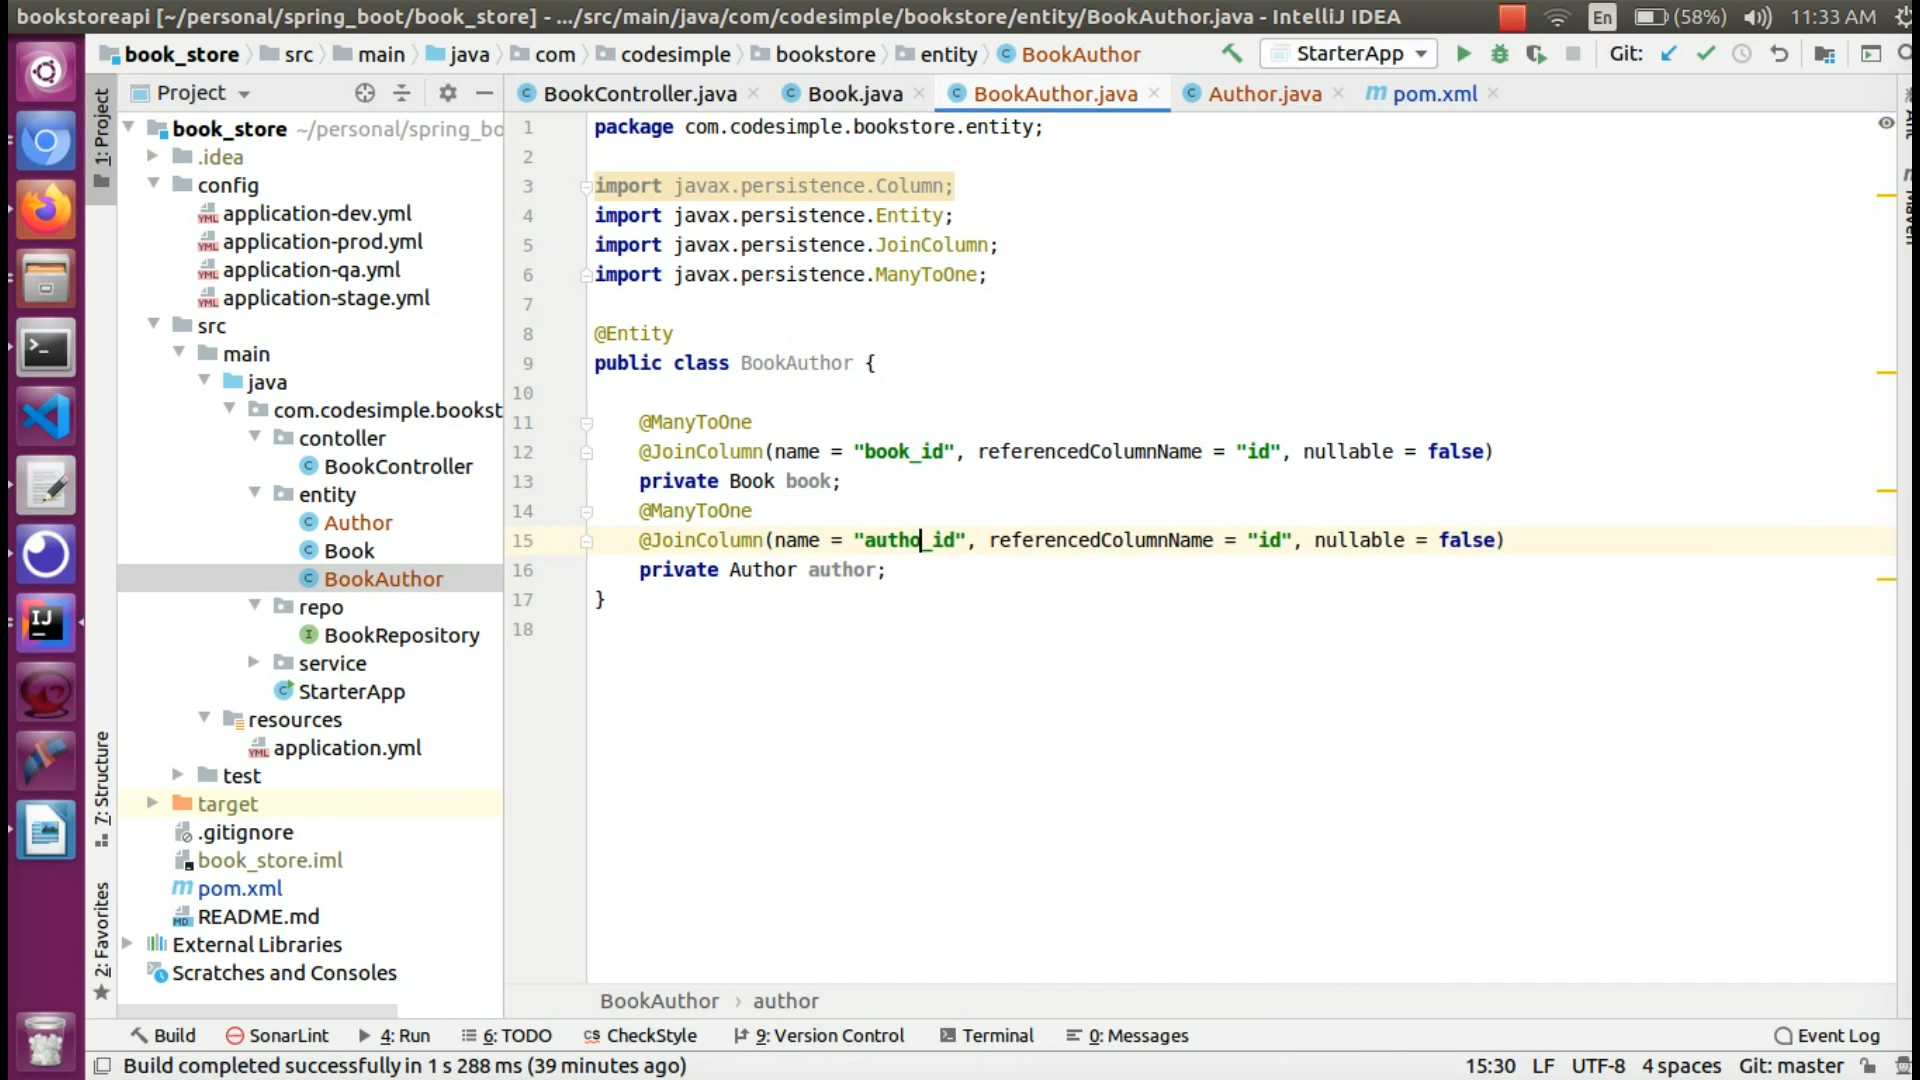 bookstoreapi [~/personal/spring_boot/book_store] - .../src/main/java/com/codesimple/bookstore/entity/BookAuthor.java - IntelliJ IDEA
En (58%) 11:33 AM
book_store src main java com codesimple bookstore entity BookAuthor StarterApp Git:
Project
BookController.java Book.java BookAuthor.java Author.java pom.xml
1: Project
7: Structure
2: Favorites
Ant
Maven
book_store ~/personal/spring_bo
.idea
config
application-dev.yml
application-prod.yml
application-qa.yml
application-stage.yml
src
main
java
com.codesimple.bookst
contoller
BookController
entity
Author
Book
BookAuthor
repo
BookRepository
service
StarterApp
resources
application.yml
test
target
.gitignore
book_store.iml
pom.xml
README.md
External Libraries
Scratches and Consoles
1 package com.codesimple.bookstore.entity;
2
3 import javax.persistence.Column;
4 import javax.persistence.Entity;
5 import javax.persistence.JoinColumn;
6 import javax.persistence.ManyToOne;
7
8 @Entity
9 public class BookAuthor {
10
11 @ManyToOne
12 @JoinColumn(name = "book_id", referencedColumnName = "id", nullable = false)
13 private Book book;
14 @ManyToOne
15 @JoinColumn(name = "autho_id", referencedColumnName = "id", nullable = false)
16 private Author author;
17 }
18
BookAuthor › author
Build SonarLint 4: Run 6: TODO CheckStyle 9: Version Control Terminal 0: Messages Event Log
Build completed successfully in 1 s 288 ms (39 minutes ago) 15:30 LF UTF-8 4 spaces Git: master